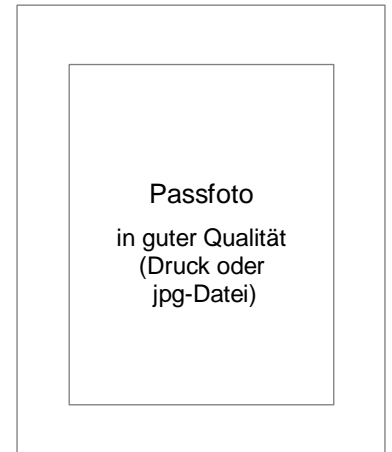 Passfoto
in guter Qualität
(Druck oder
jpg-Datei)